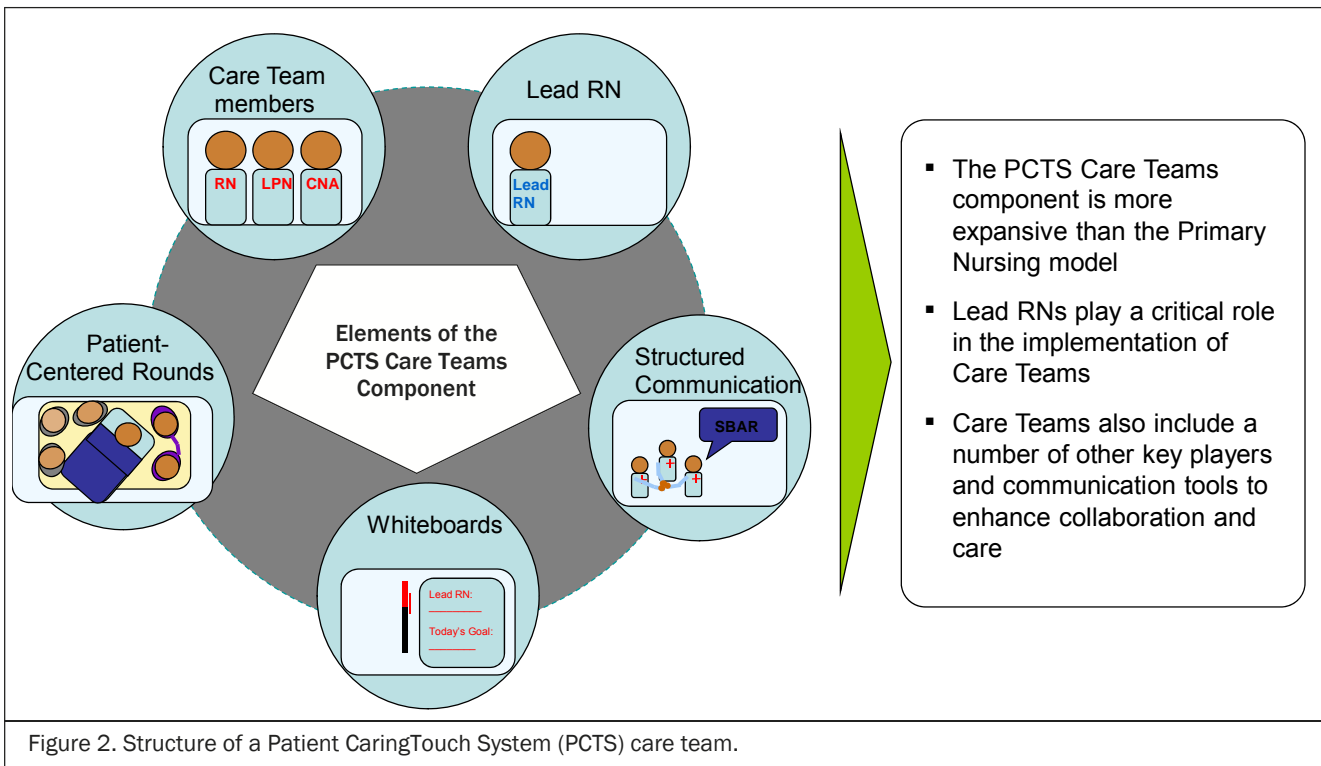 Care Team
members
RN LPN CNA
Lead RN
Lead
RN
Patient-
Centered Rounds
Elements of the
PCTS Care Teams
Component
Structured
Communication
SBAR
Whiteboards
Lead RN:
Today's Goal:
▪ The PCTS Care Teams
component is more
expansive than the Primary
Nursing model
▪ Lead RNs play a critical role
in the implementation of
Care Teams
▪ Care Teams also include a
number of other key players
and communication tools to
enhance collaboration and
care
Figure 2. Structure of a Patient CaringTouch System (PCTS) care team.